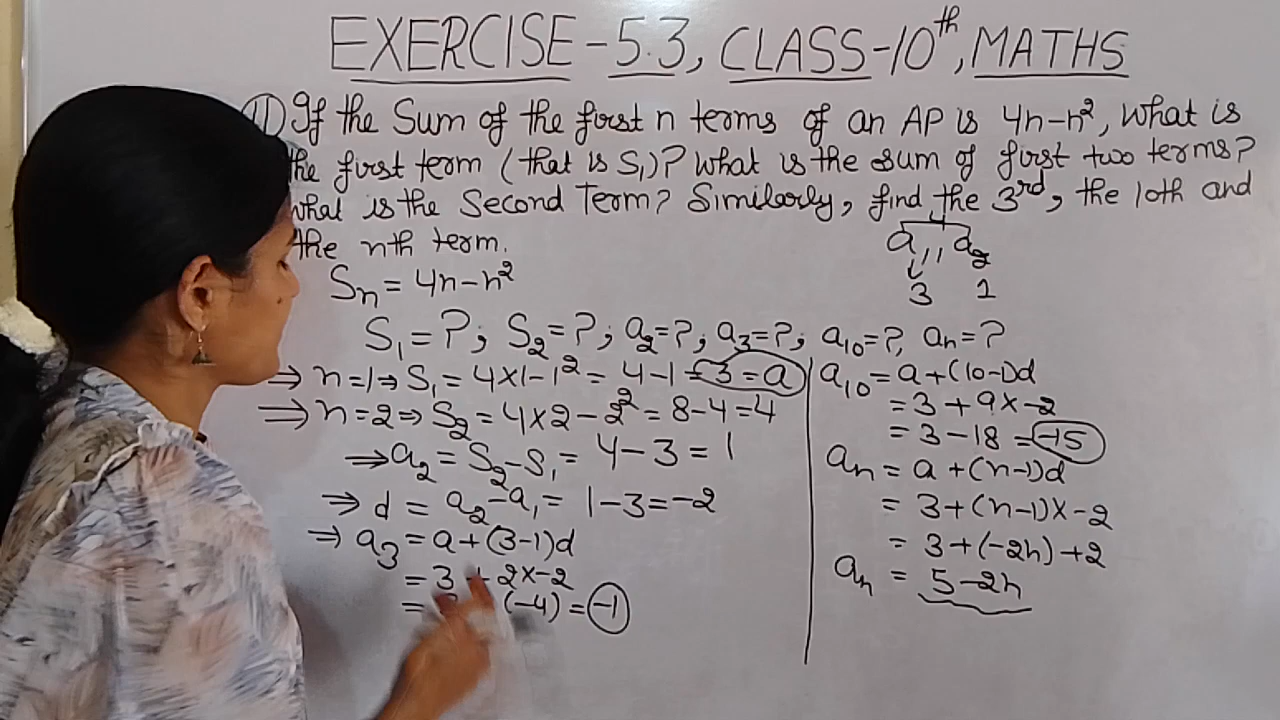 EXERCISE-5.3, CLASS-10th, MATHS
11) If the Sum of the first n terms of an AP is 4n-n², what is
the first term (that is S₁)? What is the sum of first two terms?
what is the Second Term? Similarly, find the 3rd, the 10th and
the nth term.
a₁, a₂
3 1
Sₙ = 4n-n²
S₁=?; S₂=?; a₂=?, a₃=?; a₁₀=?, aₙ=?
⇒ n=1⇒ S₁ = 4×1-1² = 4-1 = 3 = a
⇒ n=2⇒ S₂ = 4×2-2² = 8-4=4
⇒ a₂ = S₂-S₁ = 4-3 = 1
⇒ d = a₂-a₁ = 1-3=-2
⇒ a₃ = a+(3-1)d
= 3 + 2×-2
= (-4) = -1
a₁₀ = a+(10-1)d
= 3+9×-2
= 3-18 = -15
aₙ = a+(n-1)d
= 3+(n-1)×-2
= 3+(-2n)+2
aₙ = 5-2n